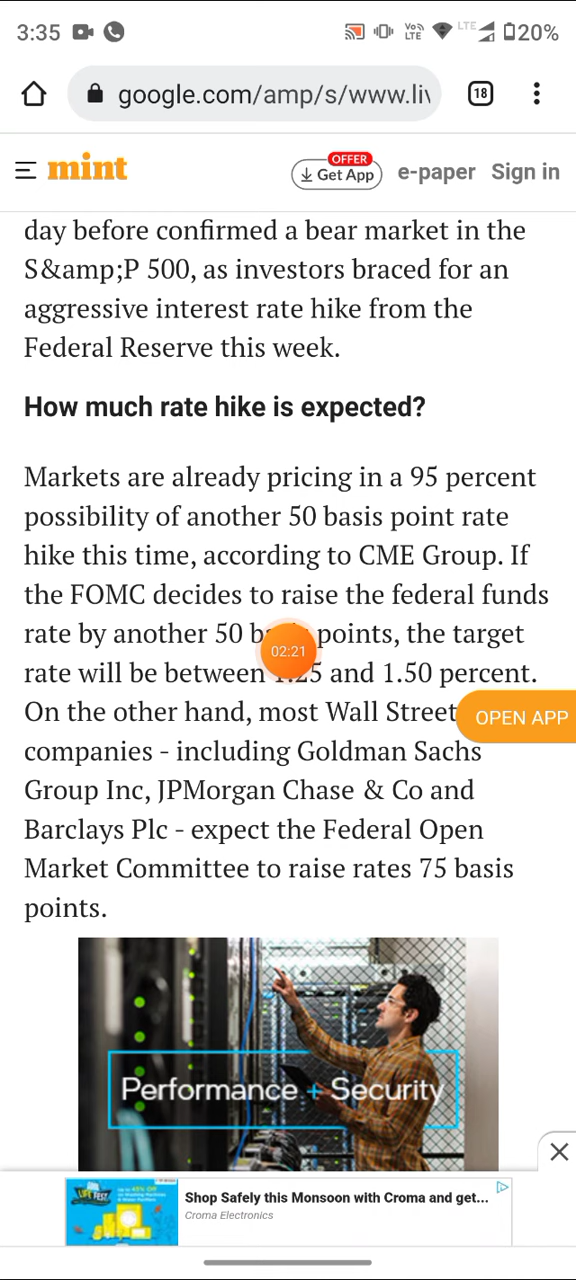 3:35
Vo)) LTE LTE 20%
google.com/amp/s/www.liv
18
mint
OFFER
Get App
e-paper
Sign in
day before confirmed a bear market in the
S&amp;P 500, as investors braced for an
aggressive interest rate hike from the
Federal Reserve this week.
How much rate hike is expected?
Markets are already pricing in a 95 percent
possibility of another 50 basis point rate
hike this time, according to CME Group. If
the FOMC decides to raise the federal funds
rate by another 50 points, the target
02:21
rate will be between and 1.50 percent.
On the other hand, most Wall Street
OPEN APP
companies - including Goldman Sachs
Group Inc, JPMorgan Chase & Co and
Barclays Plc - expect the Federal Open
Market Committee to raise rates 75 basis
points.
Performance + Security
LIFE FEST
Shop Safely this Monsoon with Croma and get...
Croma Electronics